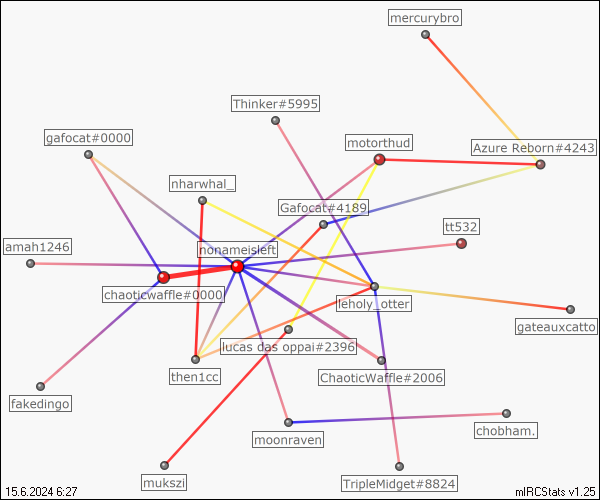 mercurybro
Thinker#5995
gafocat#0000
motorthud
Azure Reborn#4243
nharwhal_
Gafocat#4189
tt532
amah1246
nonameisleft
chaoticwaffle#0000
leholy_otter
gateauxcatto
lucas das oppai#2396
then1cc
ChaoticWaffle#2006
fakedingo
moonraven
chobham.
mukszi
TripleMidget#8824
15.6.2024 6:27
mIRCStats v1.25